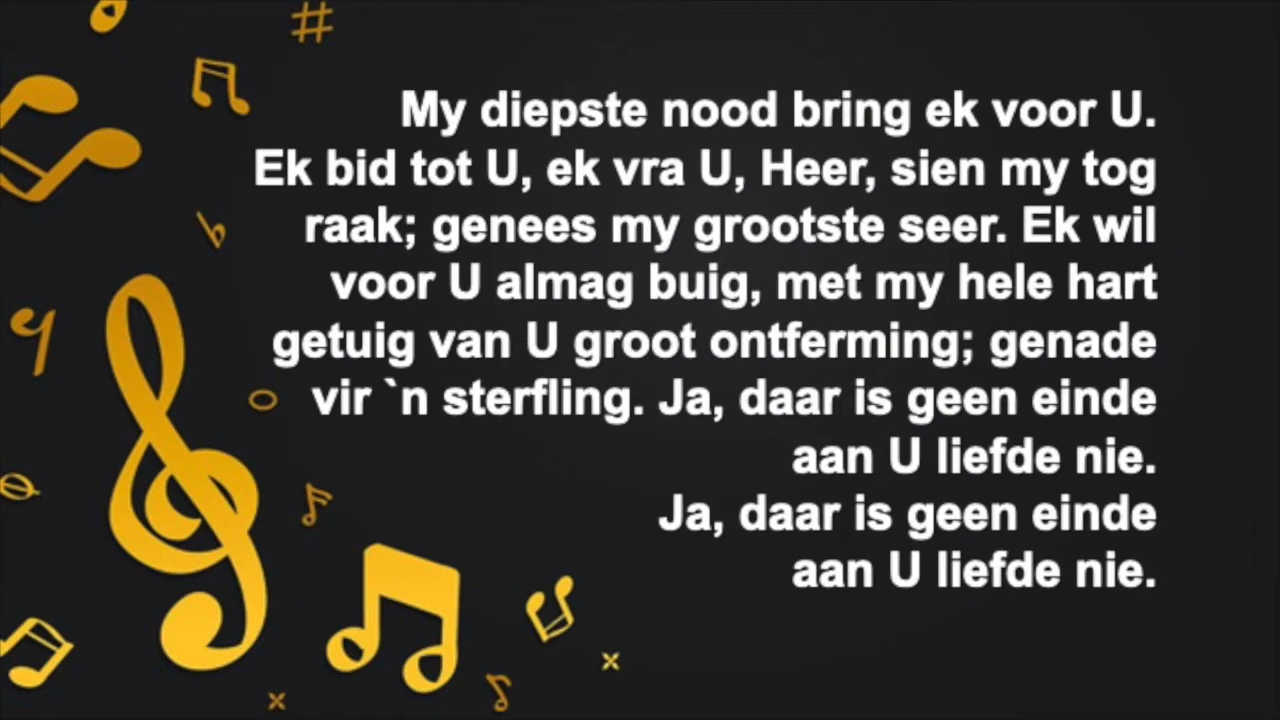 My diepste nood bring ek voor U.
Ek bid tot U, ek vra U, Heer, sien my tog
raak; genees my grootste seer. Ek wil
voor U almag buig, met my hele hart
getuig van U groot ontferming; genade
vir `n sterfling. Ja, daar is geen einde
aan U liefde nie.
Ja, daar is geen einde
aan U liefde nie.